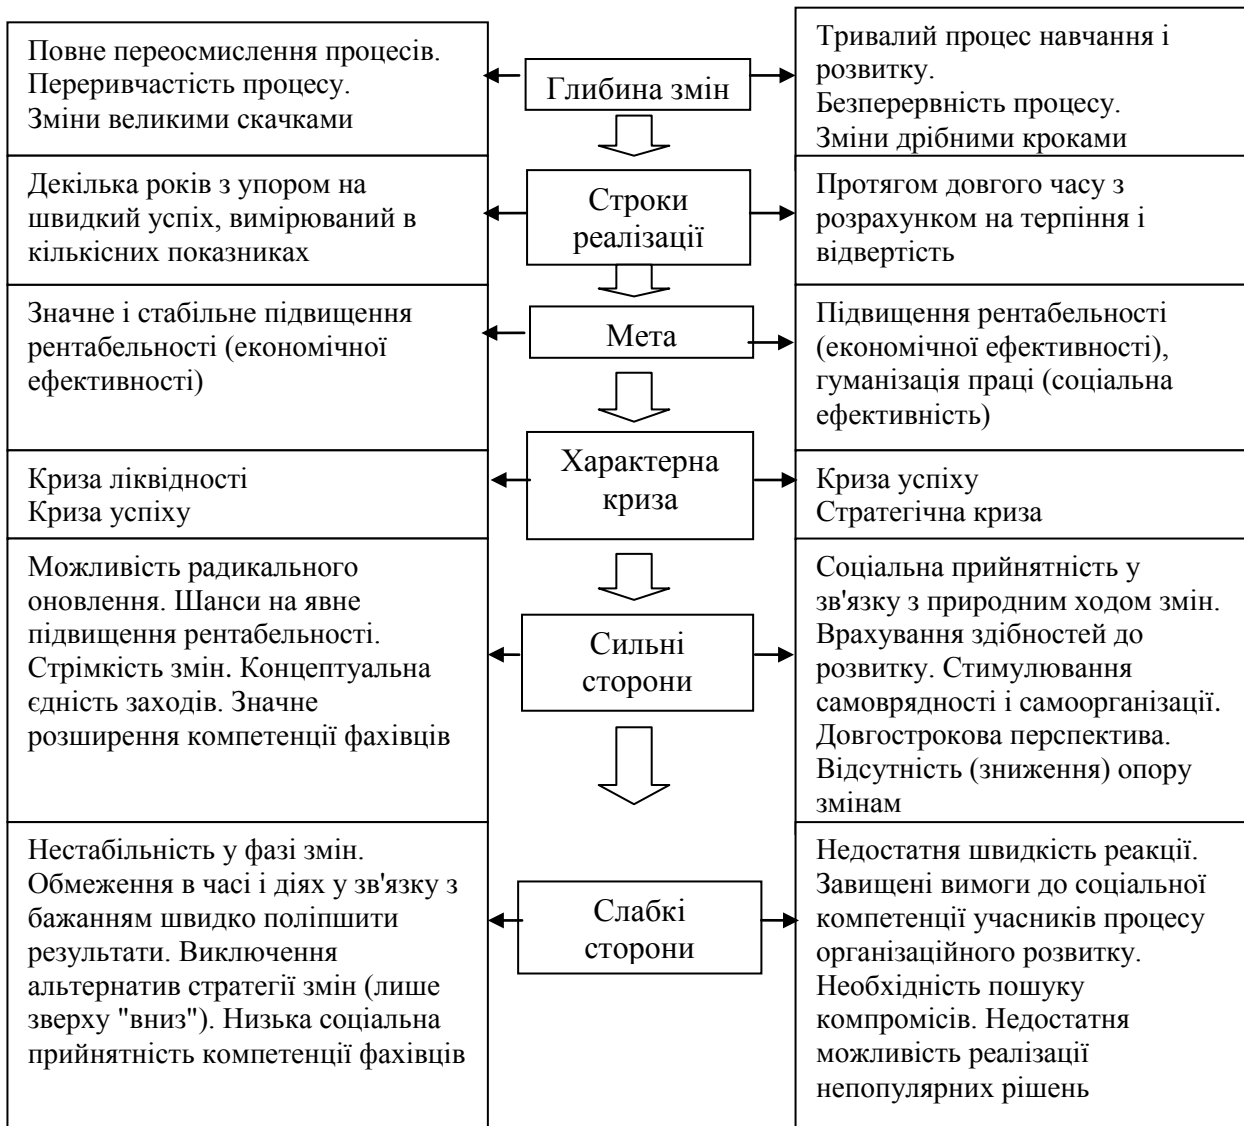 Повне переосмислення процесів.
Переривчастість процесу.
Зміни великими скачками
Глибина змін
Тривалий процес навчання і
розвитку.
Безперервність процесу.
Зміни дрібними кроками
Декілька років з упором на
швидкий успіх, вимірюваний в
кількісних показниках
Строки
реалізації
Протягом довгого часу з
розрахунком на терпіння і
відвертість
Значне і стабільне підвищення
рентабельності (економічної
ефективності)
Мета
Підвищення рентабельності
(економічної ефективності),
гуманізація праці (соціальна
ефективність)
Криза ліквідності
Криза успіху
Характерна
криза
Криза успіху
Стратегічна криза
Можливість радикального
оновлення. Шанси на явне
підвищення рентабельності.
Стрімкість змін. Концептуальна
єдність заходів. Значне
розширення компетенції фахівців
Сильні
сторони
Соціальна прийнятність у
зв'язку з природним ходом змін.
Врахування здібностей до
розвитку. Стимулювання
самоврядності і самоорганізації.
Довгострокова перспектива.
Відсутність (зниження) опору
змінам
Нестабільність у фазі змін.
Обмеження в часі і діях у зв'язку з
бажанням швидко поліпшити
результати. Виключення
альтернатив стратегії змін (лише
зверху "вниз"). Низька соціальна
прийнятність компетенції фахівців
Слабкі
сторони
Недостатня швидкість реакції.
Завищені вимоги до соціальної
компетенції учасників процесу
організаційного розвитку.
Необхідність пошуку
компромісів. Недостатня
можливість реалізації
непопулярних рішень